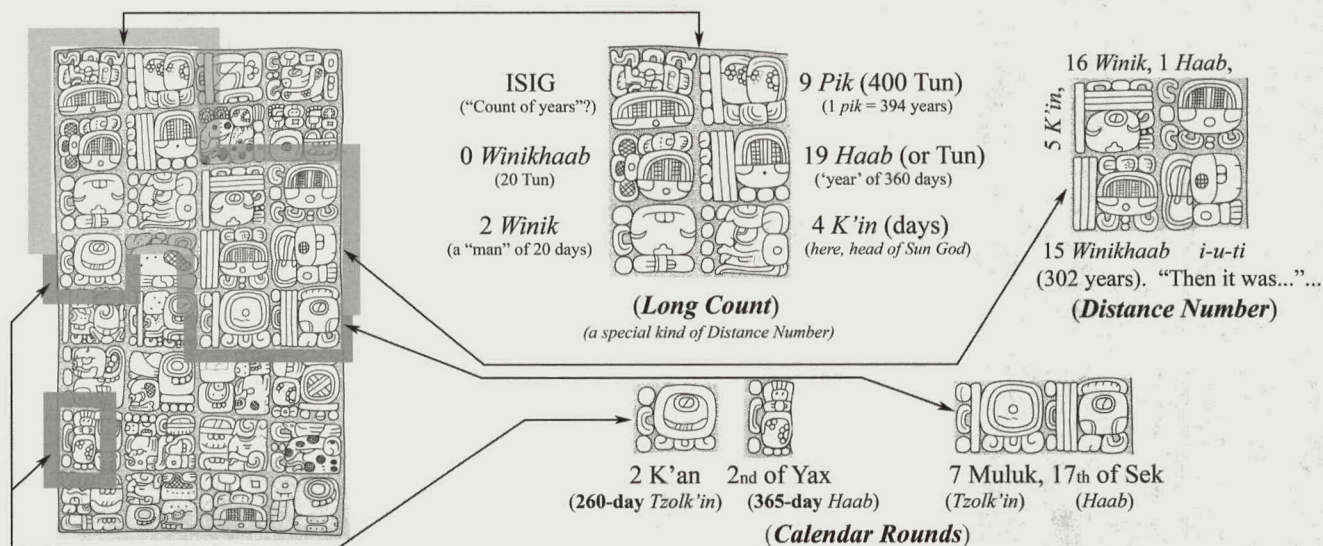 ISIG
("Count of years"?)
9 Pik (400 Tun)
(1 pik = 394 years)
0 Winikhaab
(20 Tun)
19 Haab (or Tun)
('year' of 360 days)
2 Winik
(a "man" of 20 days)
4 K'in (days)
(here, head of Sun God)
(Long Count)
(a special kind of Distance Number)
16 Winik, 1 Haab,
5 K'in,
15 Winikhaab i-u-ti
(302 years). "Then it was..."...
(Distance Number)
2 K'an
(260-day Tzolk'in)
2nd of Yax
(365-day Haab)
7 Muluk, 17th of Sek
(Tzolk'in) (Haab)
(Calendar Rounds)